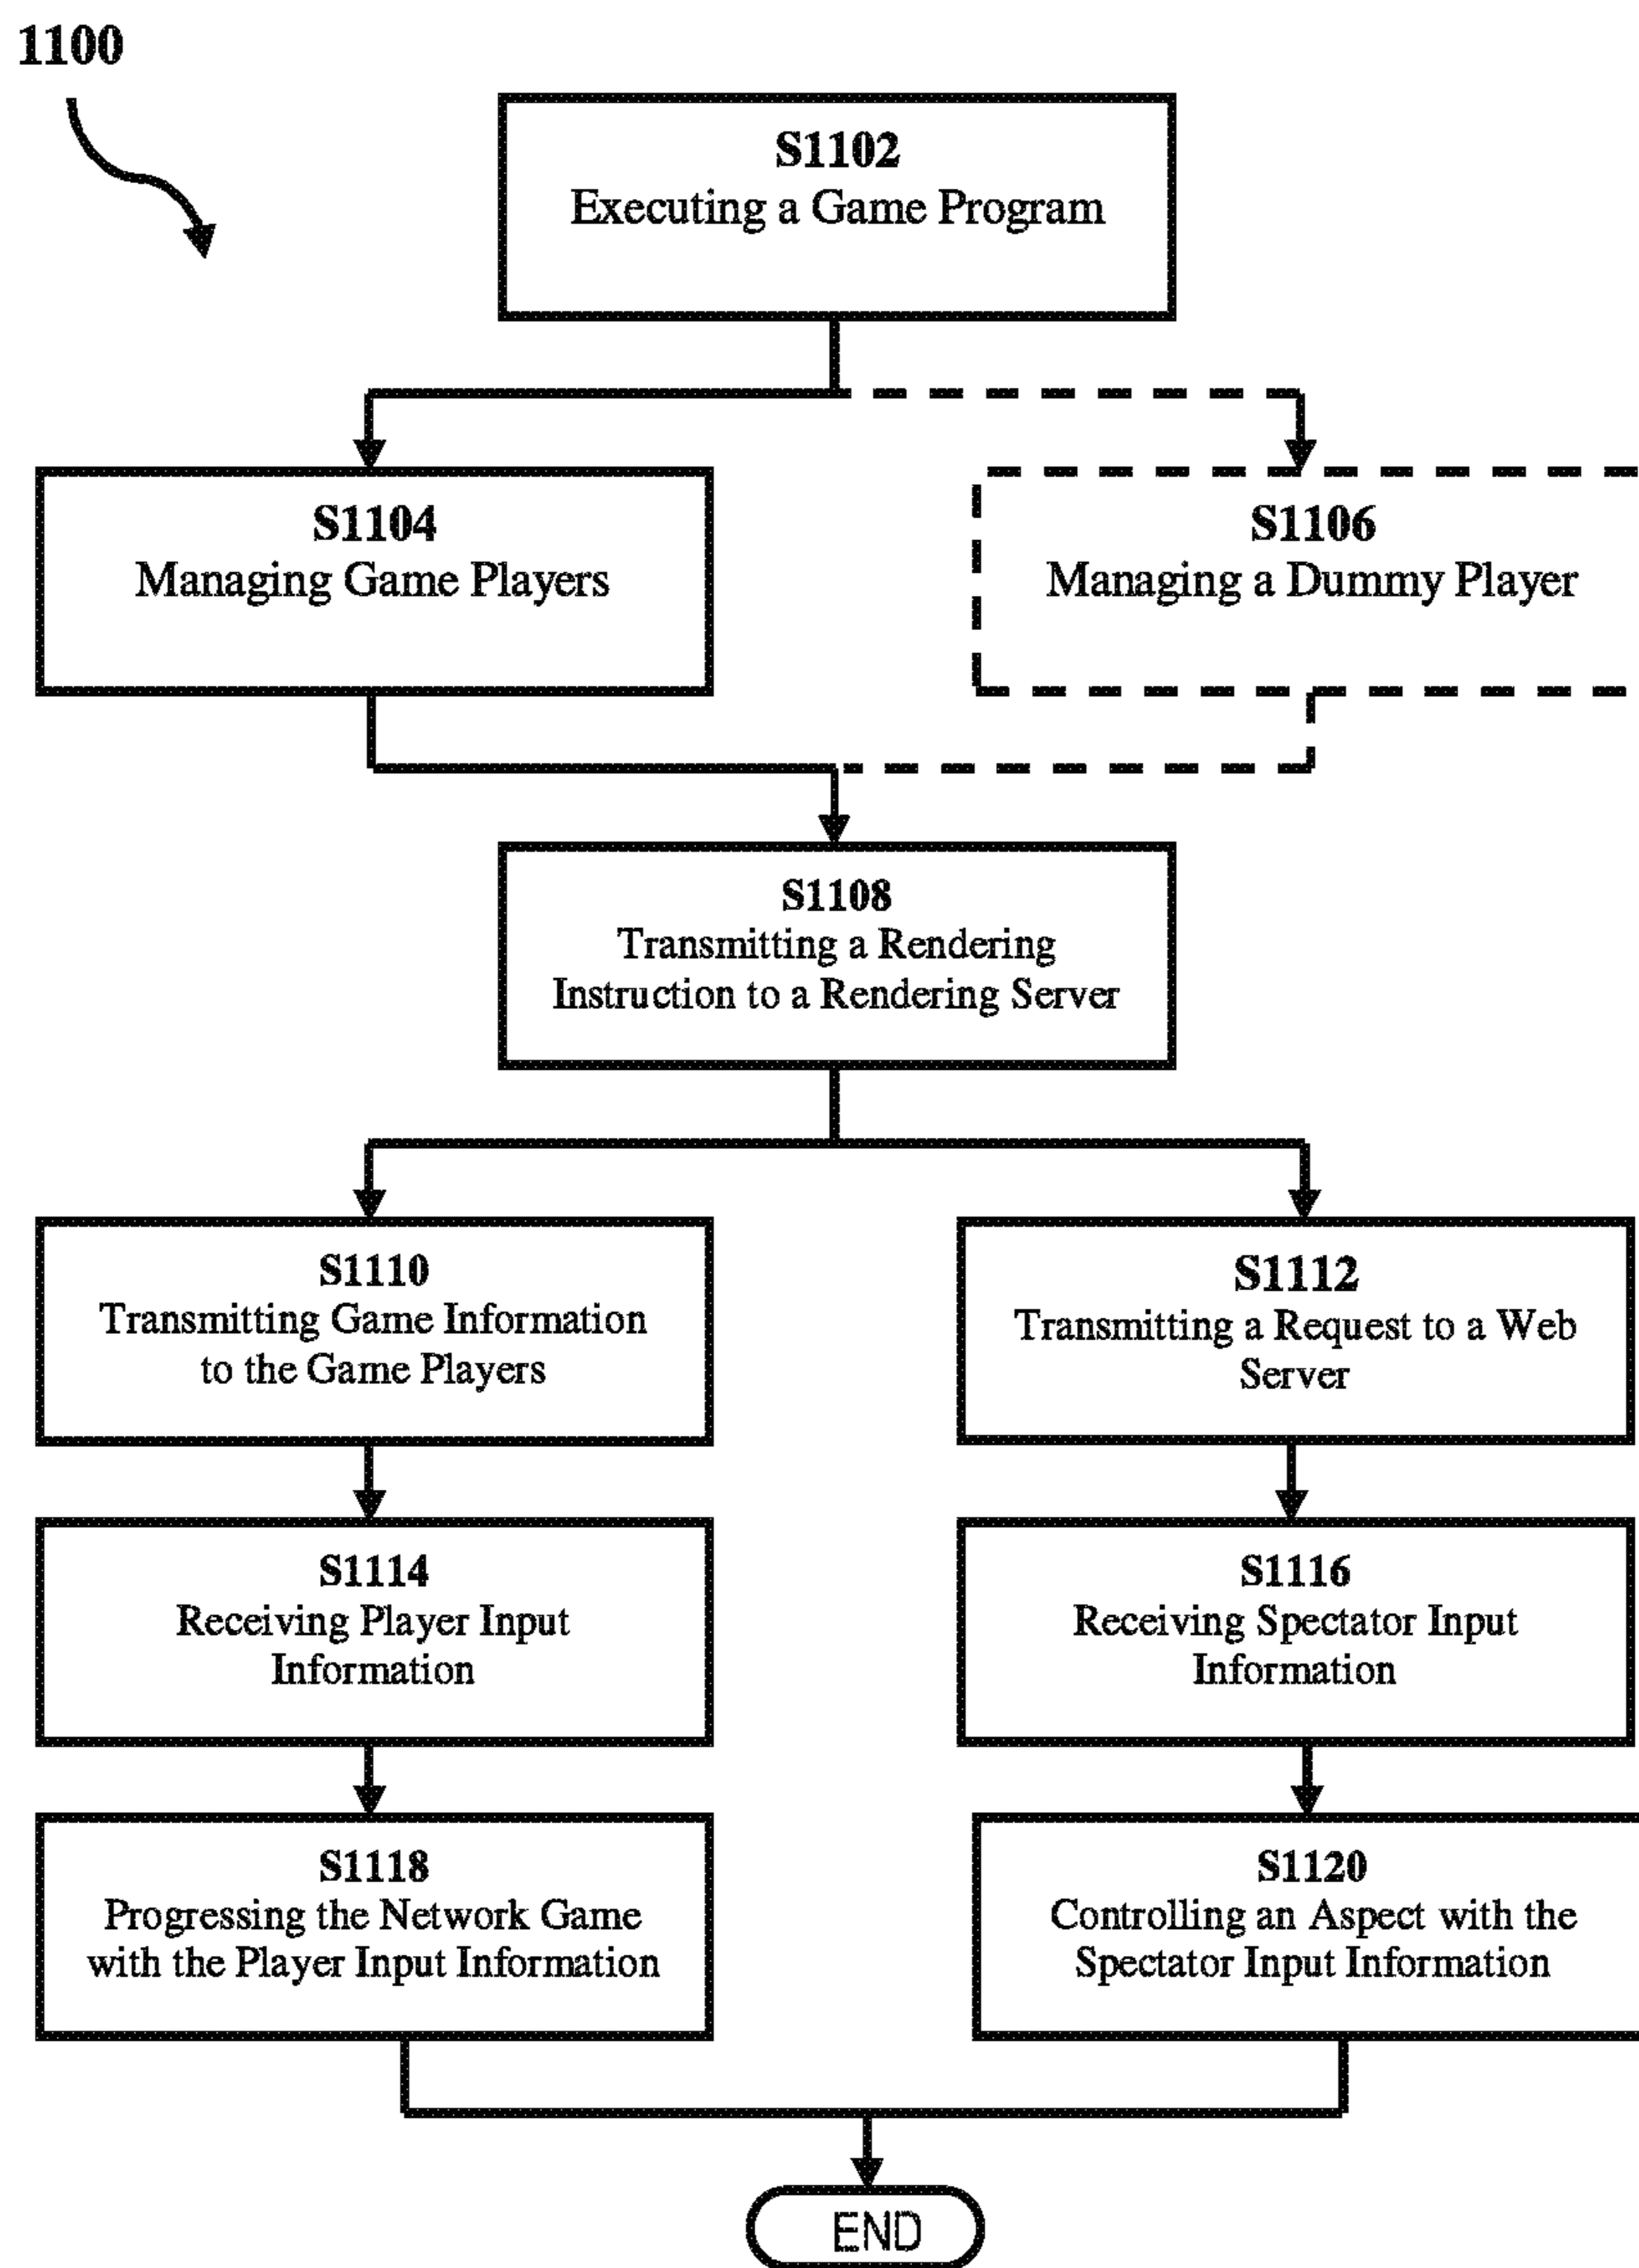 1100
S1102
Executing a Game Program
S1104
Managing Game Players
S1106
Managing a Dummy Player
S1108
Transmitting a Rendering
Instruction to a Rendering Server
S1110
Transmitting Game Information
to the Game Players
S1112
Transmitting a Request to a Web
Server
S1114
Receiving Player Input
Information
S1116
Receiving Spectator Input
Information
S1118
Progressing the Network Game
with the Player Input Information
S1120
Controlling an Aspect with the
Spectator Input Information
END